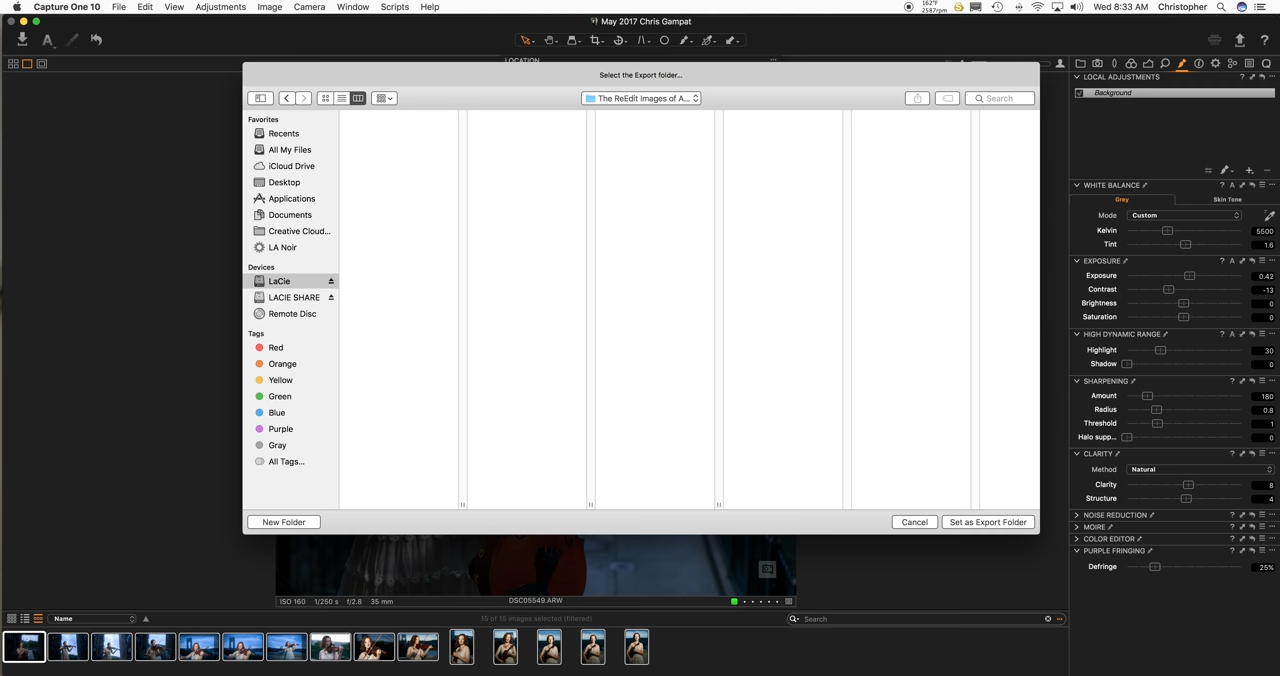 Capture One 10 File Edit View Adjustments Image Camera Window Scripts Help
162°F
2587rpm
Wed 8:33 AM Christopher
May 2017 Chris Gampat
LOCATION
Select the Export folder...
The ReEdit Images of A...
Search
Favorites
Recents
All My Files
iCloud Drive
Desktop
Applications
Documents
Creative Cloud...
LA Noir
Devices
LaCie
LACIE SHARE
Remote Disc
Tags
Red
Orange
Yellow
Green
Blue
Purple
Gray
All Tags...
New Folder
Cancel
Set as Export Folder
LOCAL ADJUSTMENTS
Background
WHITE BALANCE
Grey Skin Tone
Mode Custom
Kelvin 5500
Tint 1.6
EXPOSURE
Exposure 0.42
Contrast -13
Brightness 0
Saturation 0
HIGH DYNAMIC RANGE
Highlight 30
Shadow 0
SHARPENING
Amount 180
Radius 0.8
Threshold 1
Halo supp... 0
CLARITY
Method Natural
Clarity 8
Structure 4
NOISE REDUCTION
MOIRE
COLOR EDITOR
PURPLE FRINGING
Defringe 25%
ISO 160 1/250 s f/2.8 35 mm
DSC05549.ARW
Name
15 of 15 images selected (filtered)
Search